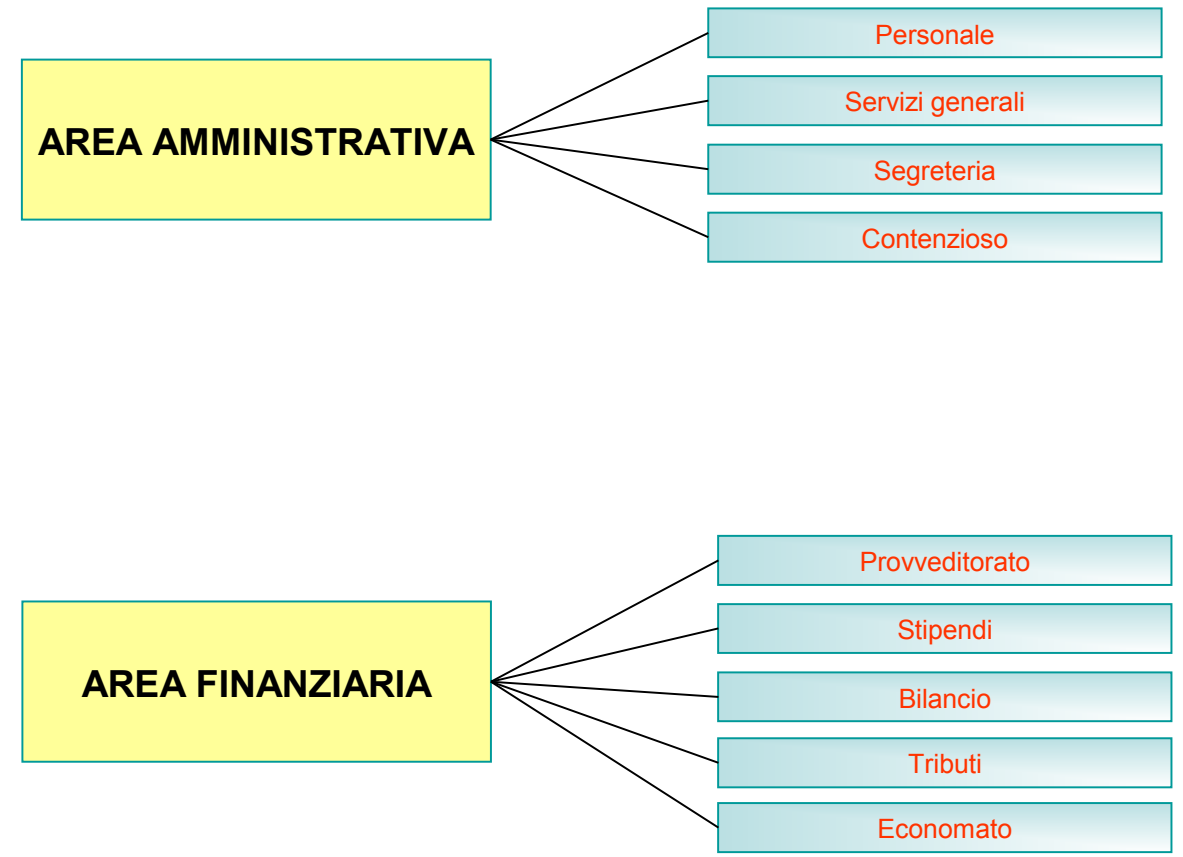 AREA AMMINISTRATIVA
Personale
Servizi generali
Segreteria
Contenzioso
AREA FINANZIARIA
Provveditorato
Stipendi
Bilancio
Tributi
Economato